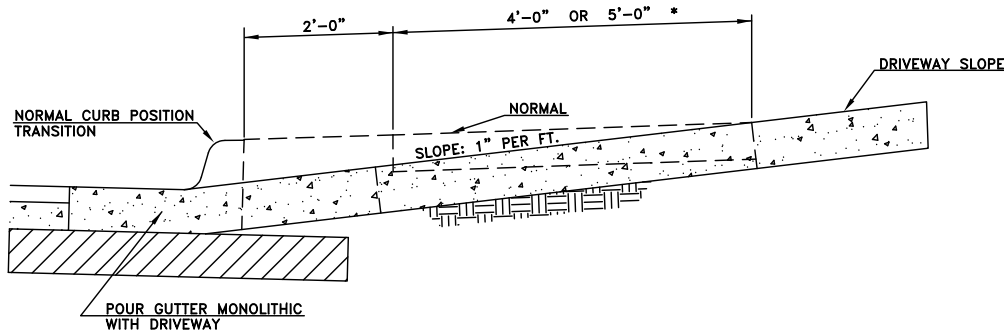 2'-0"
4'-0" OR 5'-0" *
DRIVEWAY SLOPE
NORMAL CURB POSITION
TRANSITION
NORMAL
SLOPE: 1" PER FT.
POUR GUTTER MONOLITHIC
WITH DRIVEWAY